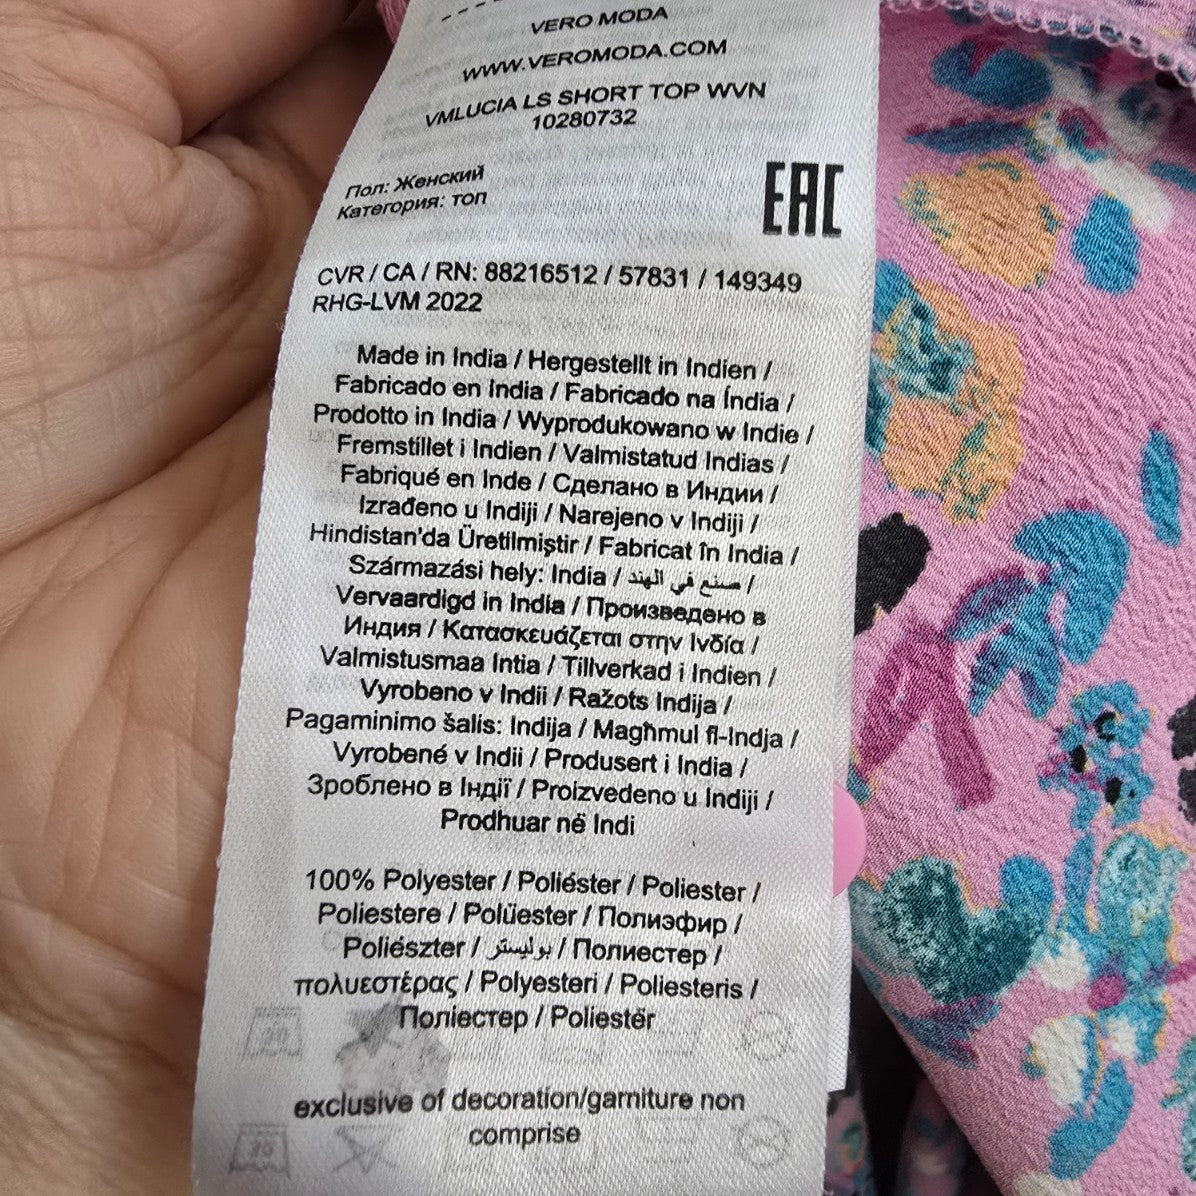 VERO MODA
WWW.VEROMODA.COM
VMLUCIA LS SHORT TOP WVN
10280732
Пол: Женский
Категория: топ
EAC
CVR / CA / RN: 88216512 / 57831 / 149349
RHG-LVM 2022
Made in India / Hergestellt in Indien /
Fabricado en India / Fabricado na Índia /
Prodotto in India / Wyprodukowano w Indie /
Fremstillet i Indien / Valmistatud Indias /
Fabriqué en Inde / Сделано в Индии /
Izrađeno u Indiji / Narejeno v Indiji /
Hindistan'da Üretilmiştir / Fabricat în India /
Származási hely: India / صنع في الهند /
Vervaardigd in India / Произведено в
Индия / Κατασκευάζεται στην Ινδία /
Valmistusmaa Intia / Tillverkad i Indien /
Vyrobeno v Indii / Ražots Indija /
Pagaminimo šalis: Indija / Magħmul fl-Indja /
Vyrobené v Indii / Produsert i India /
Зроблено в Індії / Proizvedeno u Indiji /
Prodhuar në Indi
100% Polyester / Poliéster / Poliester /
Poliestere / Polüester / Полиэфир /
Poliészter / بوليستر / Полиестер /
πολυεστέρας / Polyesteri / Poliesteris /
Поліестер / Poliestër
exclusive of decoration/garniture non
comprise